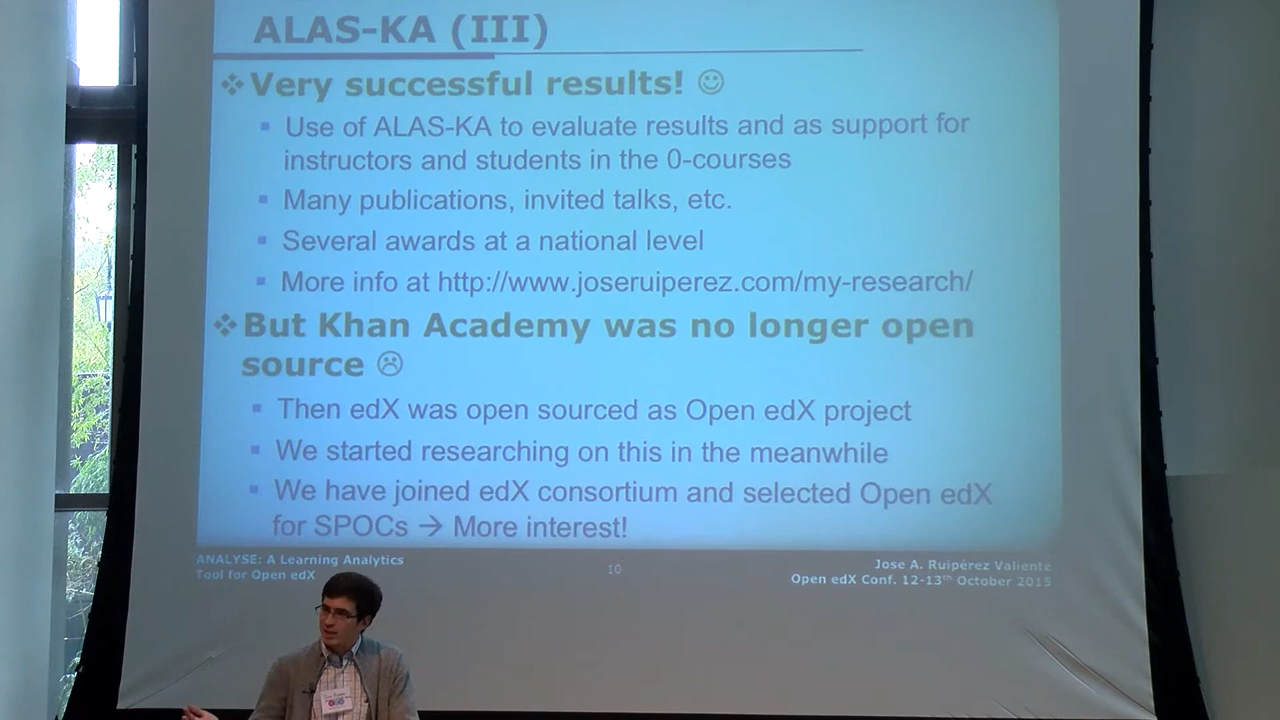 ALAS-KA (III)
❖Very successful results! ☺
▪ Use of ALAS-KA to evaluate results and as support for
instructors and students in the 0-courses
▪ Many publications, invited talks, etc.
▪ Several awards at a national level
▪ More info at http://www.joseruiperez.com/my-research/
❖But Khan Academy was no longer open
source ☹
▪ Then edX was open sourced as Open edX project
▪ We started researching on this in the meanwhile
▪ We have joined edX consortium and selected Open edX
for SPOCs → More interest!
ANALYSE: A Learning Analytics
Tool for Open edX
10
Jose A. Ruipérez Valiente
Open edX Conf. 12-13th October 2015